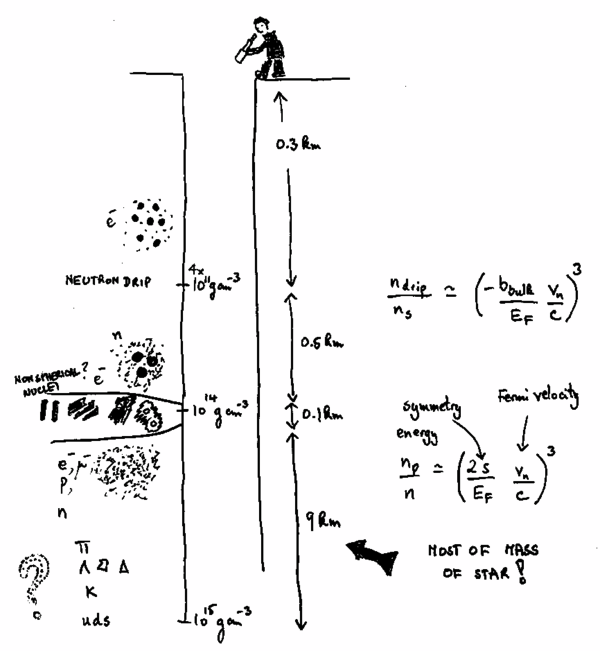 0.3 km
e⁻
NEUTRON DRIP
4x
10¹¹ g cm⁻³
n_drip / n_s ≃ (−b_bulk / E_F v_n / c)³
n
e⁻
0.5 km
NONSPHERICAL?
NUCLEI
10¹⁴ g cm⁻³
0.1 km
symmetry
energy
Fermi velocity
n_p / n ≃ (2s / E_F v_n / c)³
e⁻, μ⁻
p,
n
9 km
MOST OF MASS
OF STAR!
?
π
Λ Σ Δ
K
uds
10¹⁵ g cm⁻³